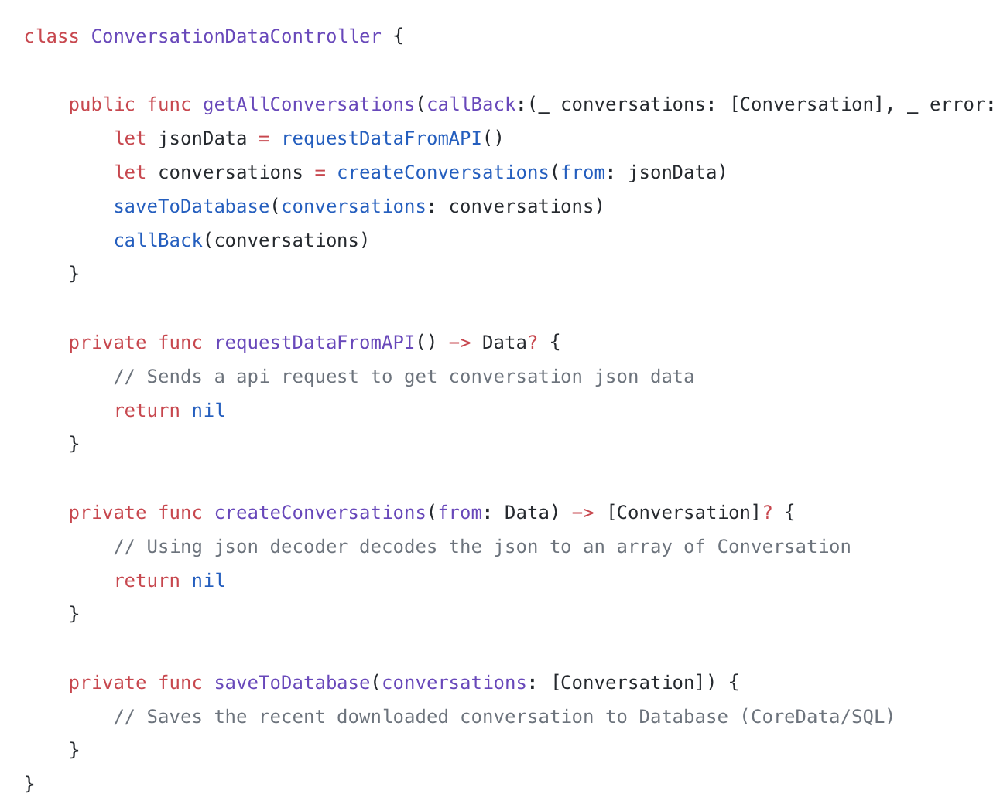 class ConversationDataController {
public func getAllConversations(callBack:(_ conversations: [Conversation], _ error:
let jsonData = requestDataFromAPI()
let conversations = createConversations(from: jsonData)
saveToDatabase(conversations: conversations)
callBack(conversations)
}
private func requestDataFromAPI() -> Data? {
// Sends a api request to get conversation json data
return nil
}
private func createConversations(from: Data) -> [Conversation]? {
// Using json decoder decodes the json to an array of Conversation
return nil
}
private func saveToDatabase(conversations: [Conversation]) {
// Saves the recent downloaded conversation to Database (CoreData/SQL)
}
}